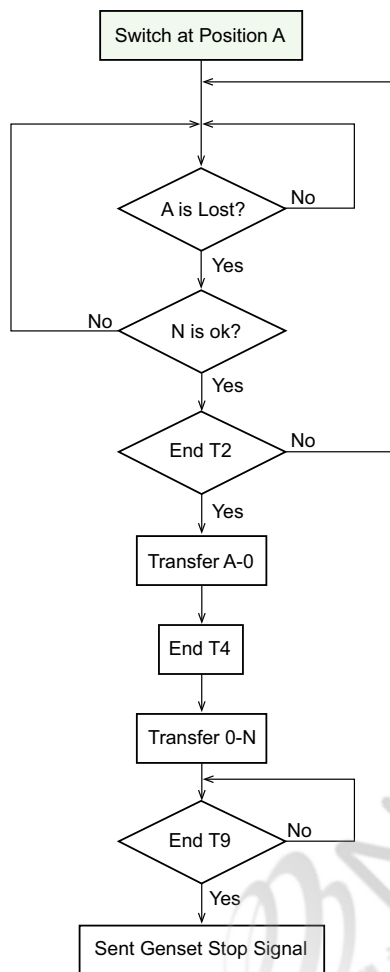 Switch at Position A
A is Lost?
No
Yes
N is ok?
No
Yes
End T2
No
Yes
Transfer A-0
End T4
Transfer 0-N
End T9
No
Yes
Sent Genset Stop Signal